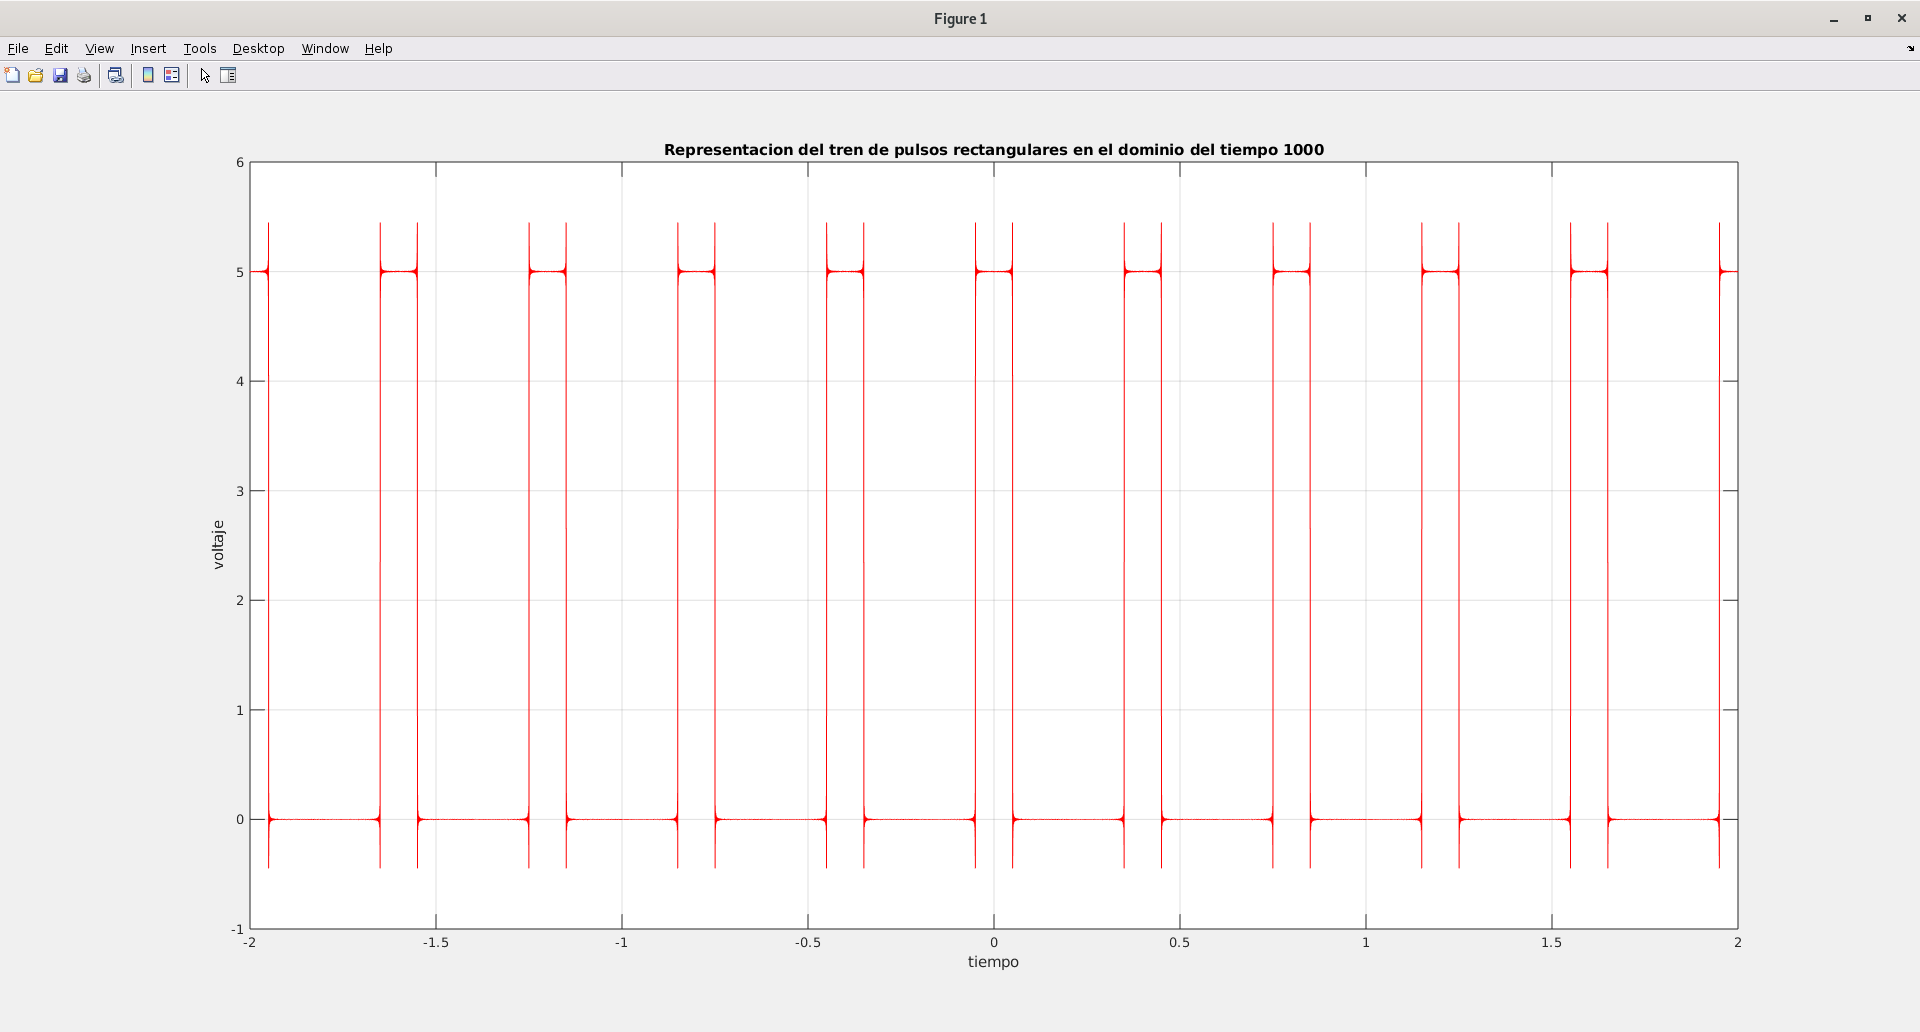 Figure 1
File Edit View Insert Tools Desktop Window Help
Representacion del tren de pulsos rectangulares en el dominio del tiempo 1000
6
5
4
3
2
1
0
-1
voltaje
-2 -1.5 -1 -0.5 0 0.5 1 1.5 2
tiempo